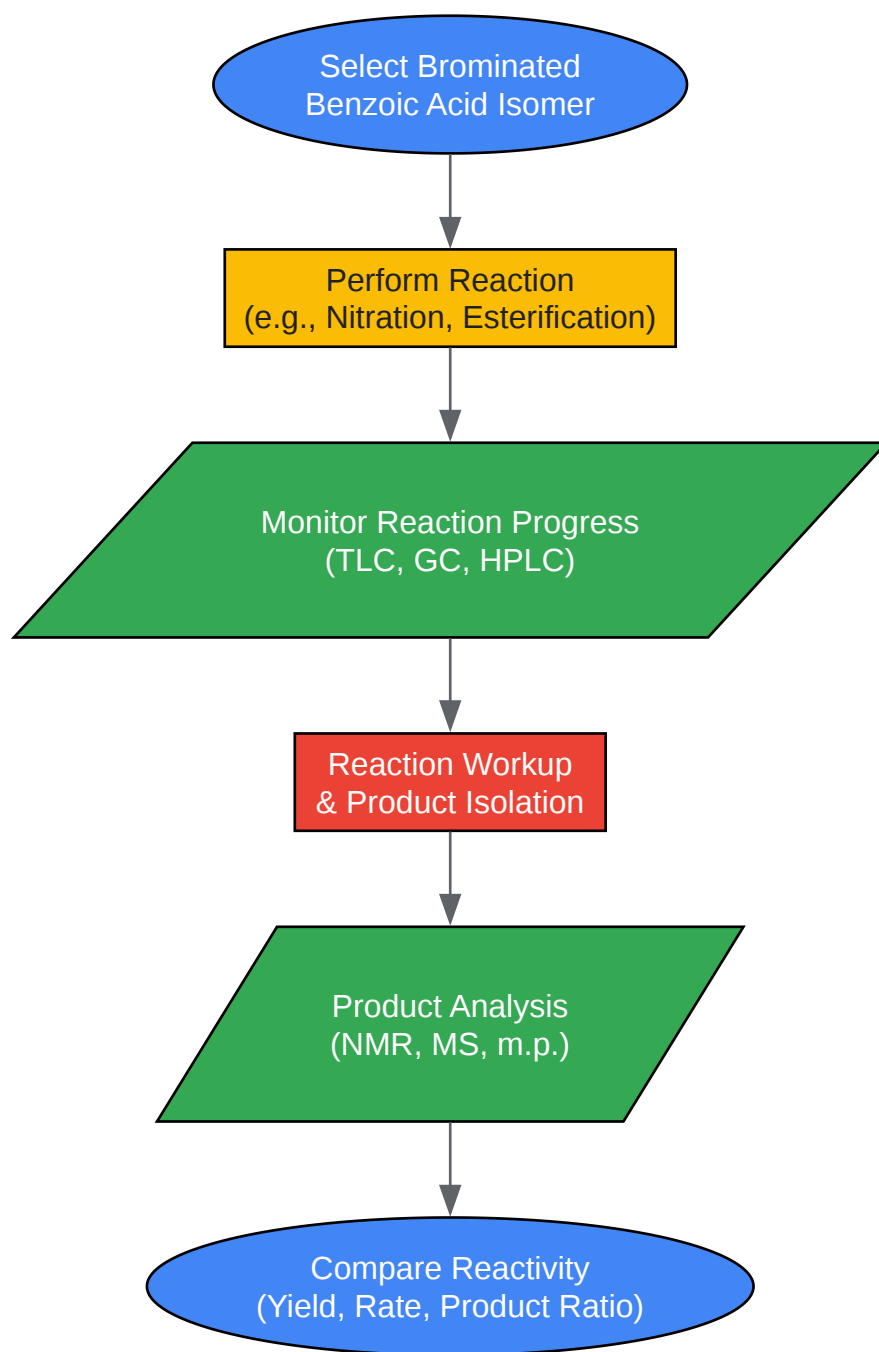 Select Brominated
Benzoic Acid Isomer
Perform Reaction
(e.g., Nitration, Esterification)
Monitor Reaction Progress
(TLC, GC, HPLC)
Reaction Workup
& Product Isolation
Product Analysis
(NMR, MS, m.p.)
Compare Reactivity
(Yield, Rate, Product Ratio)